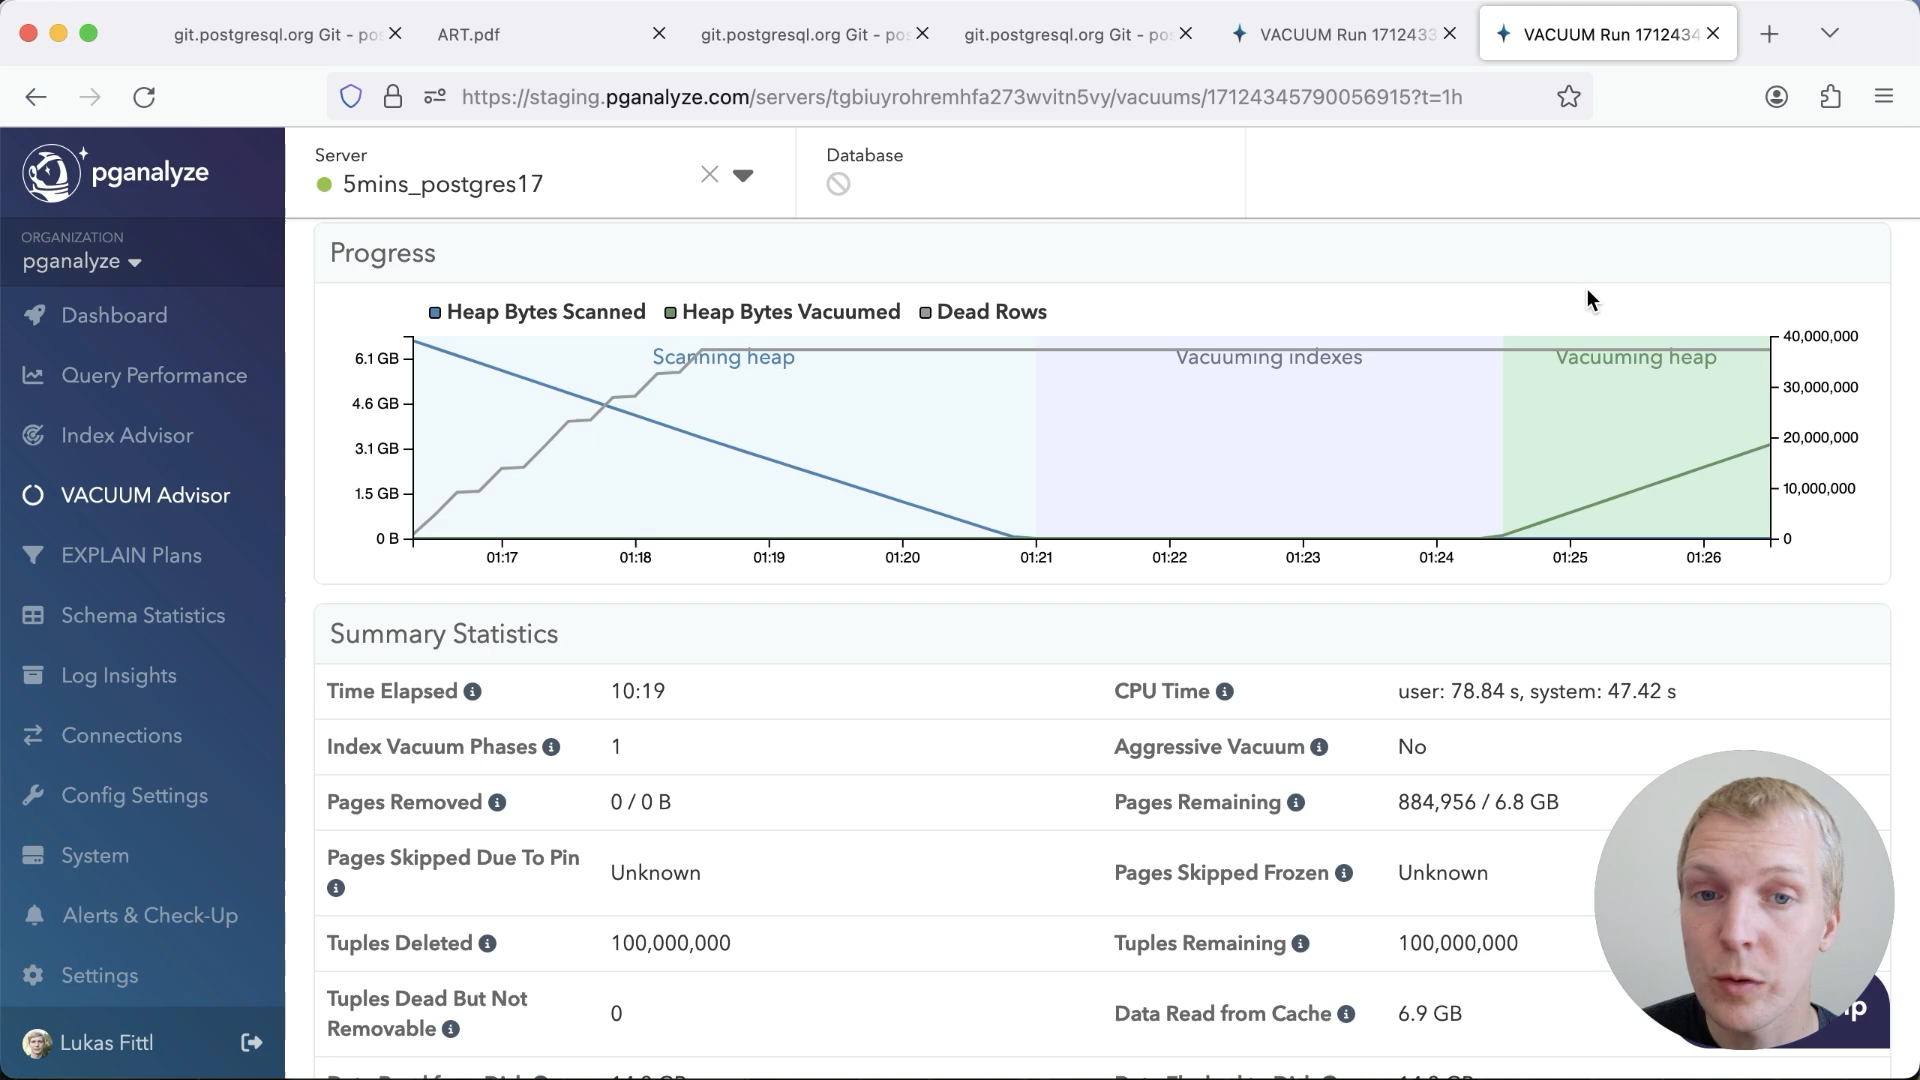 git.postgresql.org Git - pos
ART.pdf
git.postgresql.org Git - pos
git.postgresql.org Git - pos
VACUUM Run 1712433
VACUUM Run 1712434
https://staging.pganalyze.com/servers/tgbiuyrohremhfa273wvitn5vy/vacuums/17124345790056915?t=1h
pganalyze
ORGANIZATION
pganalyze
Dashboard
Query Performance
Index Advisor
VACUUM Advisor
EXPLAIN Plans
Schema Statistics
Log Insights
Connections
Config Settings
System
Alerts & Check-Up
Settings
Lukas Fittl
Server
5mins_postgres17
Database
Progress
Heap Bytes Scanned Heap Bytes Vacuumed Dead Rows
Scanning heap
Vacuuming indexes
Vacuuming heap
6.1 GB
4.6 GB
3.1 GB
1.5 GB
0 B
40,000,000
30,000,000
20,000,000
10,000,000
0
01:17 01:18 01:19 01:20 01:21 01:22 01:23 01:24 01:25 01:26
Summary Statistics
Time Elapsed 10:19 CPU Time user: 78.84 s, system: 47.42 s
Index Vacuum Phases 1 Aggressive Vacuum No
Pages Removed 0 / 0 B Pages Remaining 884,956 / 6.8 GB
Pages Skipped Due To Pin Unknown Pages Skipped Frozen Unknown
Tuples Deleted 100,000,000 Tuples Remaining 100,000,000
Tuples Dead But Not
Removable 0 Data Read from Cache 6.9 GB